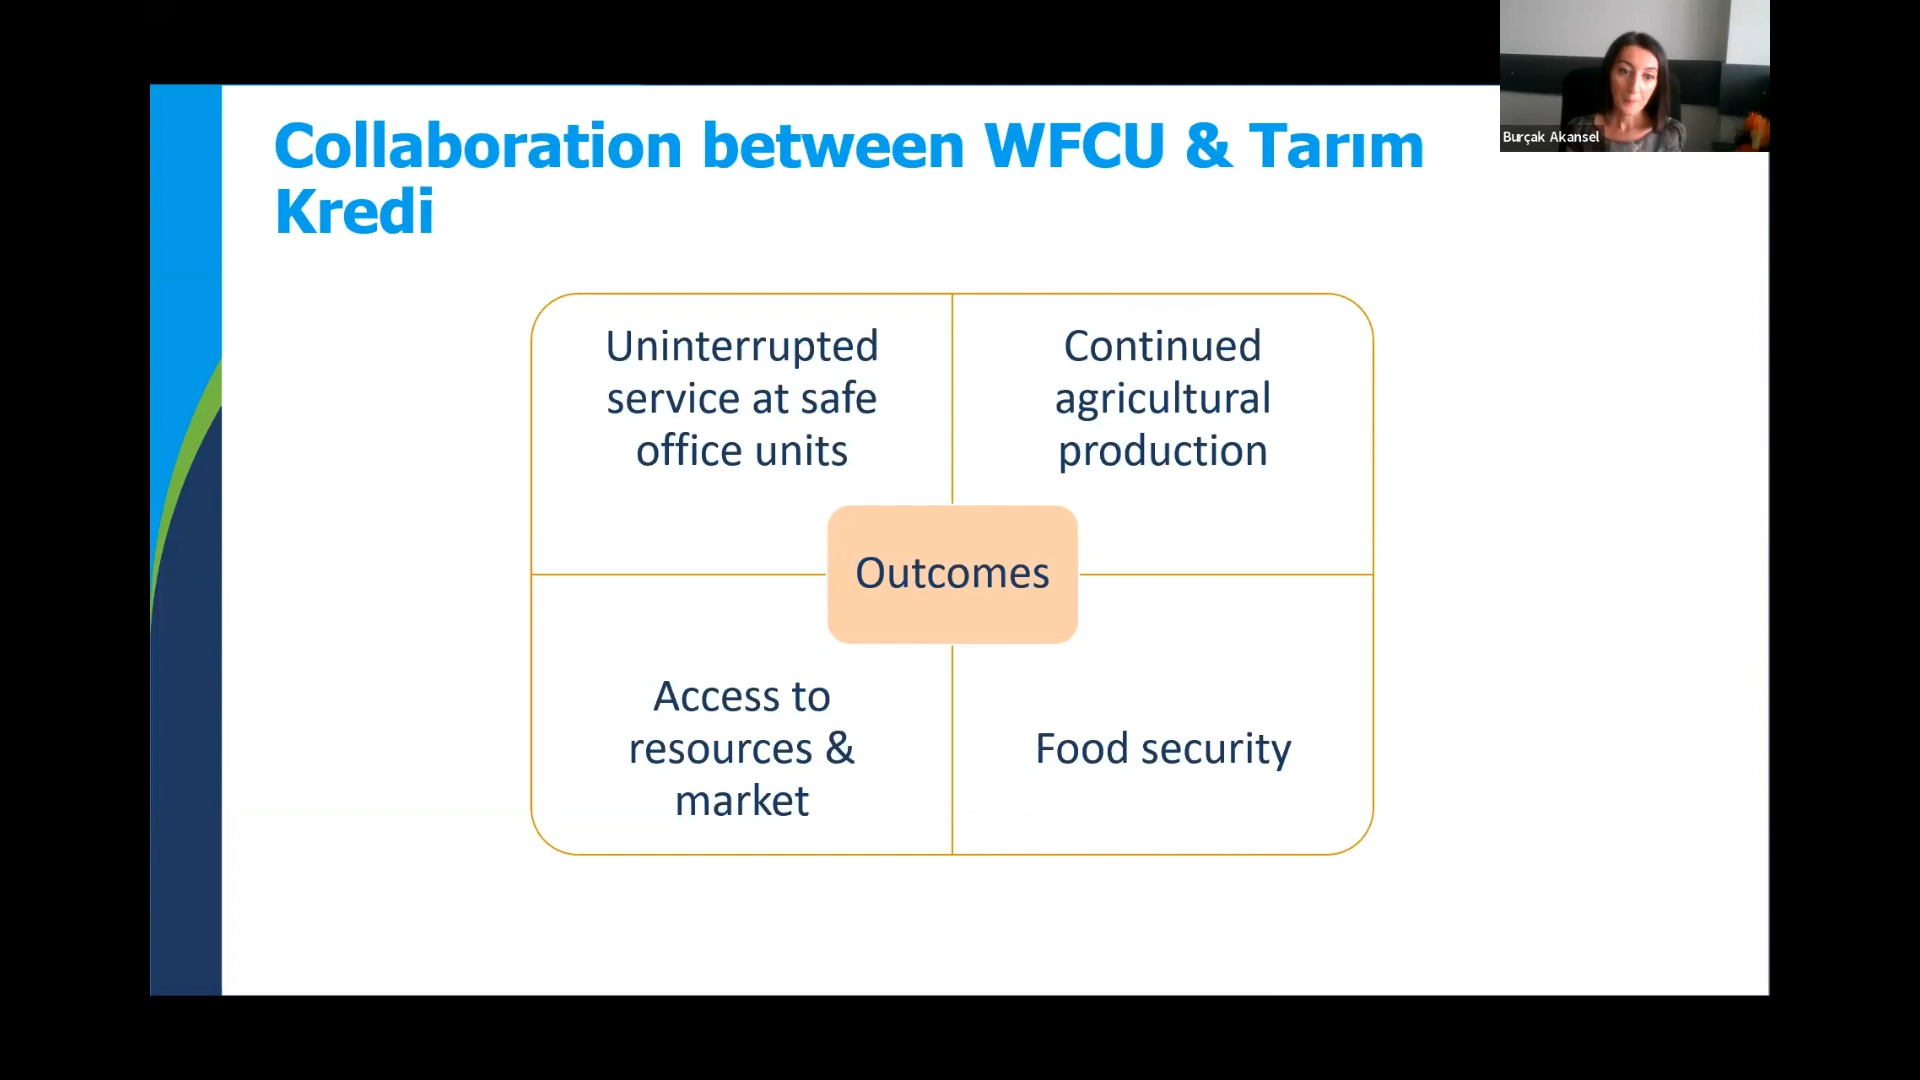 Collaboration between WFCU & Tarım
Kredi
Burçak Akansel
Uninterrupted
service at safe
office units
Continued
agricultural
production
Outcomes
Access to
resources &
market
Food security